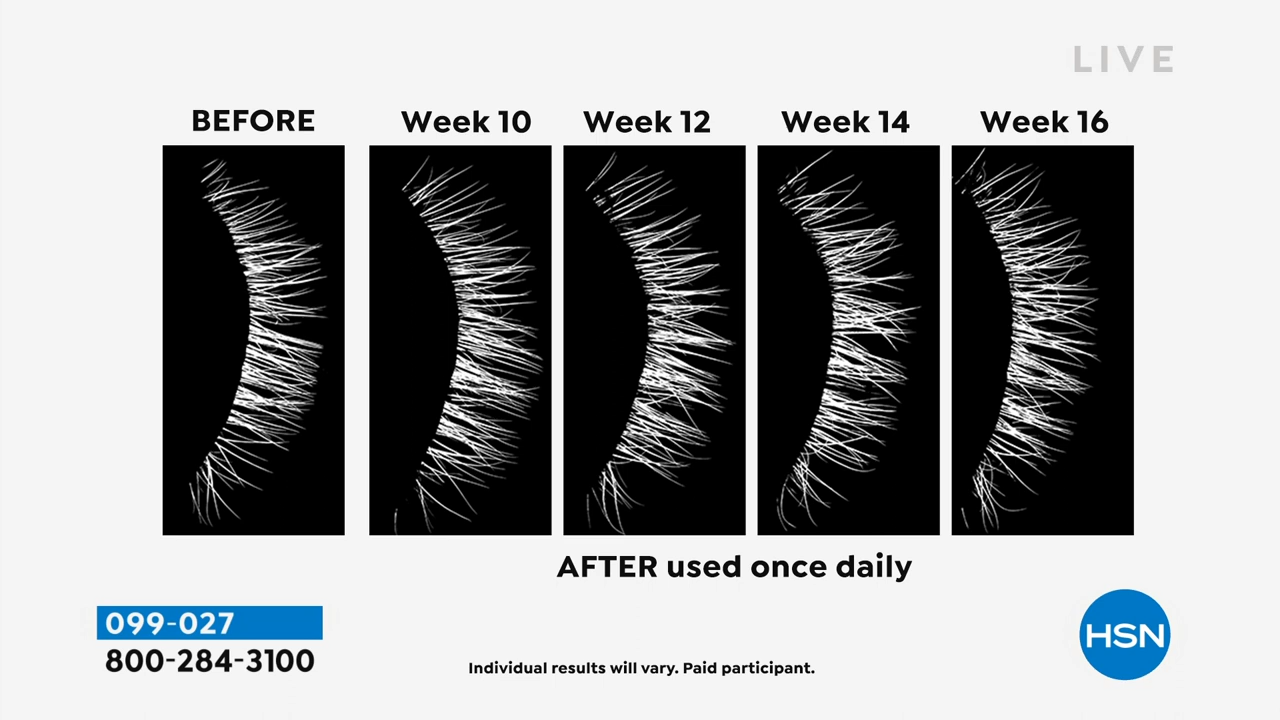 LIVE
BEFORE
Week 10
Week 12
Week 14
Week 16
AFTER used once daily
099-027
800-284-3100
Individual results will vary. Paid participant.
HSN